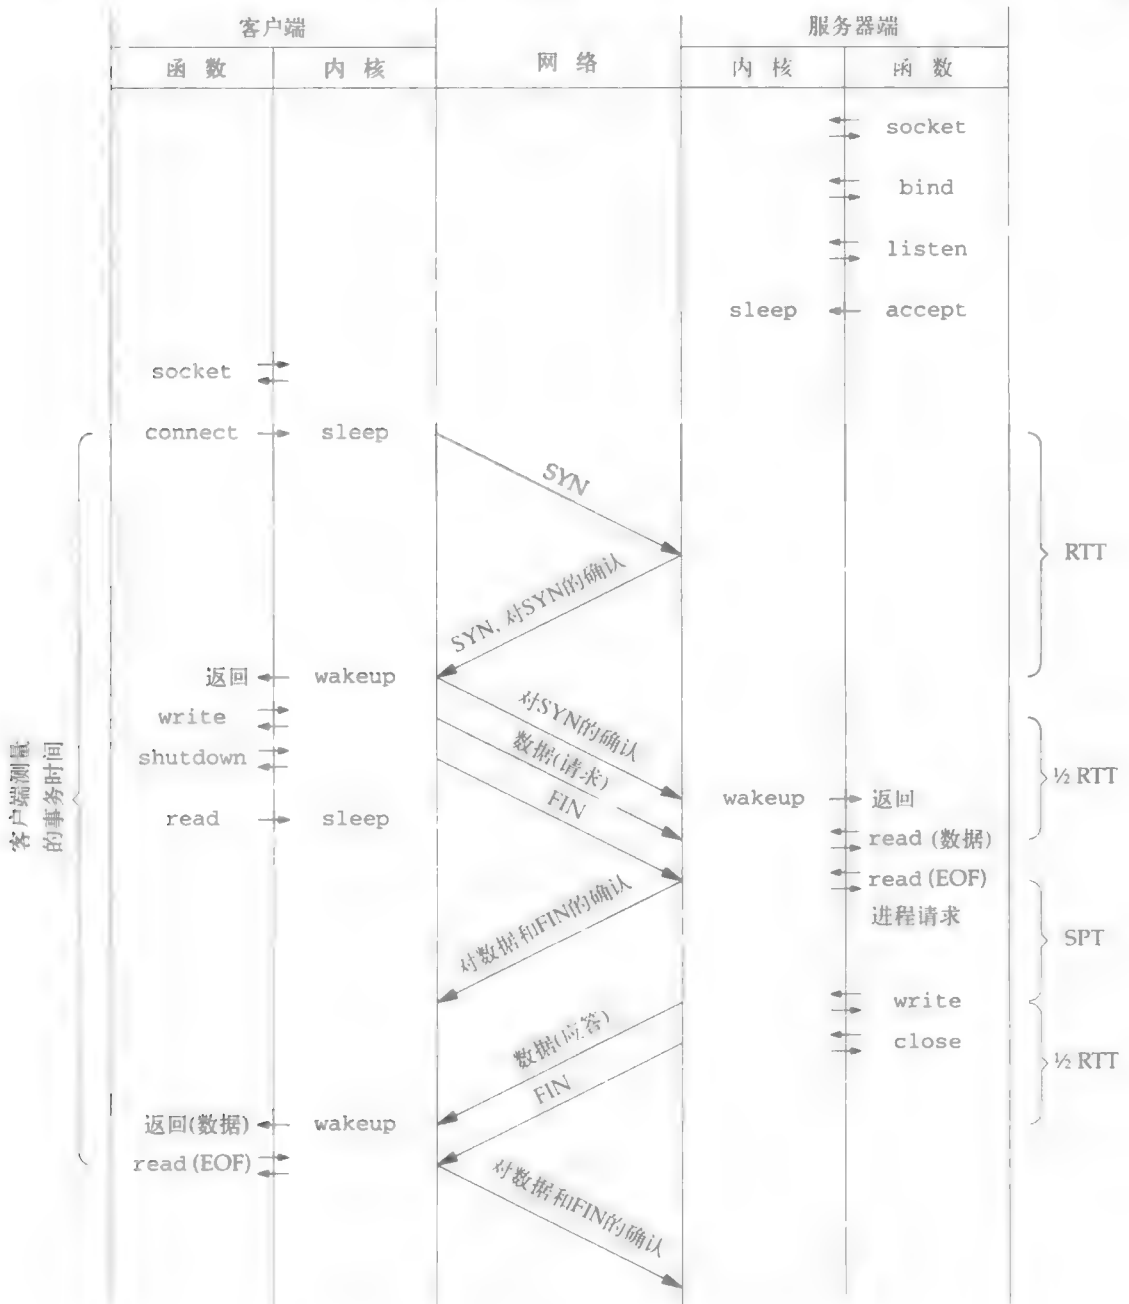 客户端 服务器端
函 数 内 核 网 络 内 核 函 数
socket
bind
listen
sleep accept
socket
connect sleep
SYN
RTT
SYN, 对SYN的确认
返回 wakeup
对SYN的确认
write
数据(请求)
shutdown
FIN
½ RTT
wakeup 返回
read sleep
read (数据)
客户端测量
的事务时间
read (EOF)
进程请求
对数据和FIN的确认
SPT
write
数据(应答)
close
FIN
½ RTT
返回(数据) wakeup
read (EOF)
对数据和FIN的确认